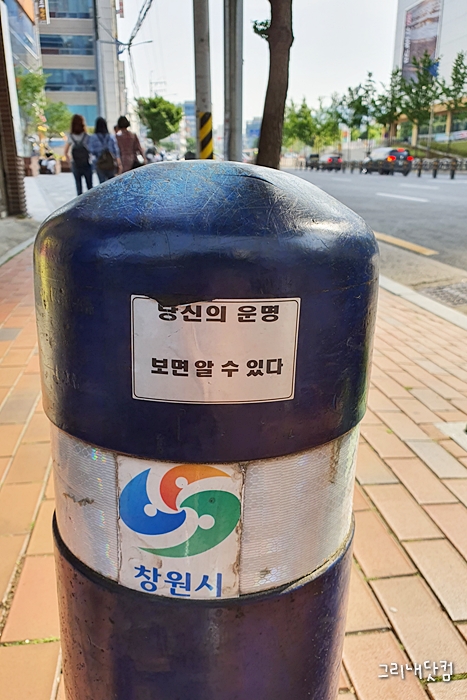 당신의 운명
보면 알 수 있다
창원시
그리내닷컴